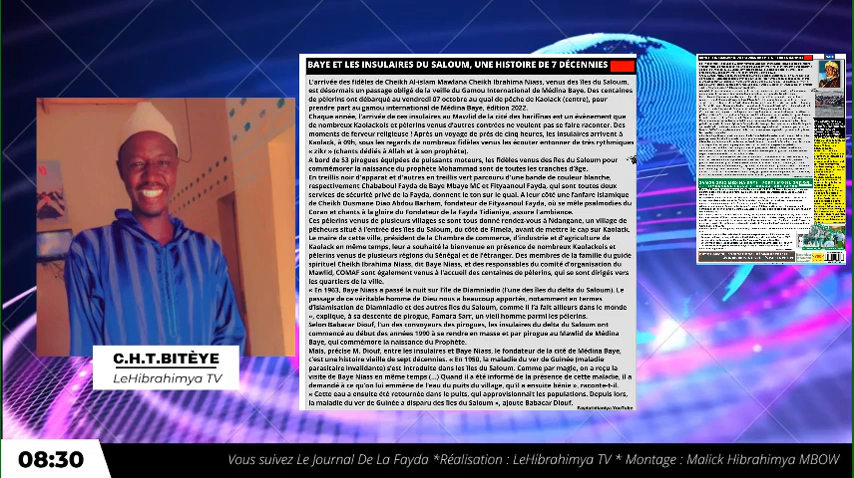 BAYE ET LES INSULAIRES DU SALOUM, UNE HISTOIRE DE 7 DÉCENNIES
L'arrivée des fidèles de Cheikh Al-islam Mawlana Cheikh Ibrahima Niass, venus des îles du Saloum,
est désormais un passage obligé de la veille du Gamou International de Médina Baye. Des centaines
de pèlerins ont débarqué au vendredi 07 octobre au quai de pêche de Kaolack (centre), pour
prendre part au gamou international de Médina Baye, édition 2022.
Chaque année, l'arrivée de ces insulaires au Mawlid de la cité des harifînas est un événement que
de nombreux Kaolackois et pèlerins venus d'autres contrées ne veulent pas se faire raconter. Des
moments de ferveur religieuse ! Après un voyage de près de cinq heures, les insulaires arrivent à
Kaolack, à 09h, sous les regards de nombreux fidèles venus les écouter entonner de très rythmiques
« zikr » (chants dédiés à Allah et à son prophète).
A bord de 53 pirogues équipées de puissants moteurs, les fidèles venus des îles du Saloum pour
commémorer la naissance du prophète Mohammad sont de toutes les tranches d'âge.
En treillis noir d'apparat et d'autres en treillis vert parcouru d'une bande de couleur blanche,
respectivement Chababoul Fayda de Baye Mbaye MC et Fityanoul Fayda, qui sont toutes deux
services de sécurité privé de la Fayda, donnent le ton sur le quai. A leur côté une fanfare islamique
de Cheikh Ousmane Diao Abdou Barham, fondateur de Fityaanoul Fayda, où se mêle psalmodies du
Coran et chants à la gloire du fondateur de la Fayda Tidianiya, assure l'ambiance.
Ces pèlerins venus de plusieurs villages se sont tous donné rendez-vous à Ndangane, un village de
pêcheurs situé à l'entrée des îles du Saloum, du côté de Fimela, avant de mettre le cap sur Kaolack.
Le maire de cette ville, président de la Chambre de commerce, d'industrie et d'agriculture de
Kaolack en même temps, leur a souhaité la bienvenue en présence de nombreux Kaolackois et
pèlerins venus de plusieurs régions du Sénégal et de l'étranger. Des membres de la famille du guide
spirituel Cheikh Ibrahima Niass, dit Baye Niass, et des responsables du comité d'organisation du
Mawlid, COMAF sont également venus à l'accueil des centaines de pèlerins, qui se sont dirigés vers
les quartiers de la ville.
« En 1963, Baye Niass a passé la nuit sur l'île de Diamniadio (l'une des îles du delta du Saloum). Le
passage de ce véritable homme de Dieu nous a beaucoup apportés, notamment en termes
d'islamisation de Diamniadio et des autres îles du Saloum, comme il l'a fait ailleurs dans le monde
», explique, à sa descente de pirogue, Famara Sarr, un vieil homme parmi les pèlerins.
Selon Babacar Diouf, l'un des convoyeurs des pirogues, les insulaires du delta du Saloum ont
commencé au début des années 1990 à se rendre en masse et par pirogue au Mawlid de Médina
Baye, qui commémore la naissance du Prophète.
Mais, précise M. Diouf, entre les insulaires et Baye Niass, le fondateur de la cité de Médina Baye,
c'est une histoire vieille de sept décennies. « En 1950, la maladie du ver de Guinée (maladie
parasitaire invalidante) s'est introduite dans les îles du Saloum. Comme par magie, on a reçu la
visite de Baye Niass en même temps (...) Quand il a été informé de la présence de cette maladie, il a
demandé à ce qu'on lui emmène de l'eau du puits du village, qu'il a ensuite bénie », raconte-t-il.
« Cette eau a ensuite été retournée dans le puits, qui approvisionnait les populations. Depuis lors,
la maladie du ver de Guinée a disparu des îles du Saloum «, ajoute Babacar Diouf.
Faydatidianiya YouTube
C.H.T.BITÈYE
LeHibrahimya TV
08:30
Vous suivez Le Journal De La Fayda *Réalisation : LeHibrahimya TV * Montage : Malick Hibrahimya MBOW